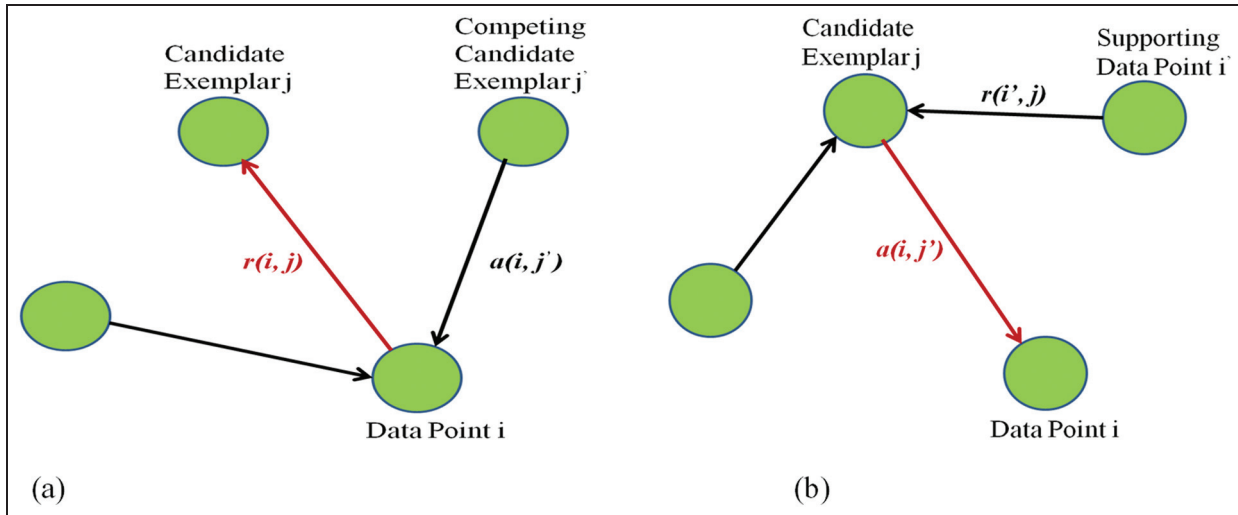 Candidate
Exemplar j
Competing
Candidate
Exemplar j`
r(i, j)
a(i, j`)
Data Point i
(a)
Candidate
Exemplar j
Supporting
Data Point i`
r(i’, j)
a(i, j’)
Data Point i
(b)